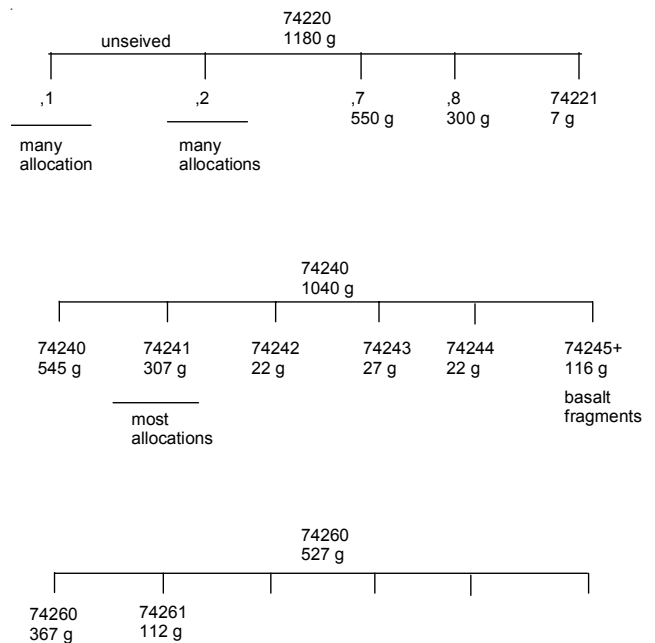 74220
unseived
1180 g
,1
,2
,7
,8
74221
550 g
300 g
7 g
many
allocation
many
allocations
74240
1040 g
74240
74241
74242
74243
74244
74245+
545 g
307 g
22 g
27 g
22 g
116 g
most
allocations
basalt
fragments
74260
527 g
74260
74261
367 g
112 g